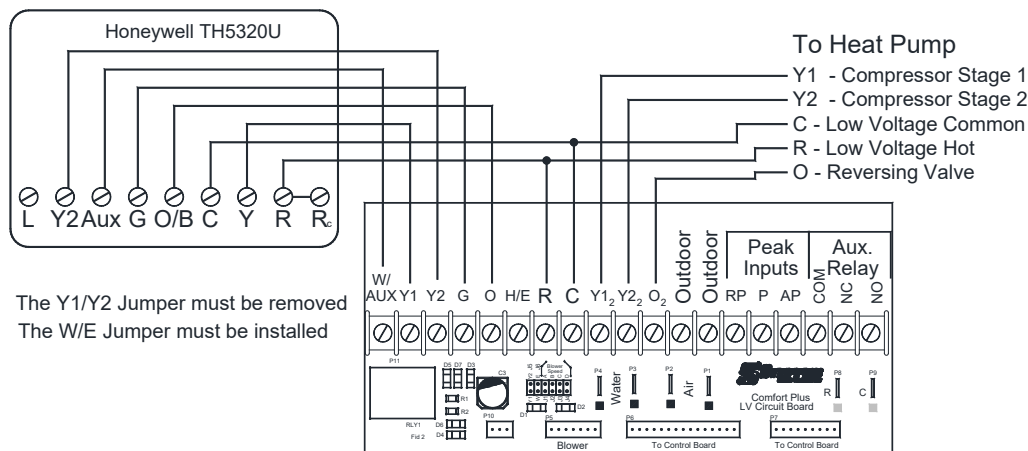 Honeywell TH5320U
To Heat Pump
Y1 - Compressor Stage 1
Y2 - Compressor Stage 2
C - Low Voltage Common
R - Low Voltage Hot
O - Reversing Valve
L Y2 Aux G O/B C Y R Rc
The Y1/Y2 Jumper must be removed
The W/E Jumper must be installed
Peak Inputs
Aux. Relay
W/AUX Y1 Y2 G O H/E R C Y12 Y22 O2 Outdoor Outdoor RP P AP COM NC NO
P11
D5 D7 D3
C3
Blower Speed
P4 P3 P2 P1
Water
Air
P8 P9
R C
R1
R2
Comfort Plus
LV Circuit Board
RLY1
D6
D1
D2
Fid 2
D4
P10
P5
P6
P7
Blower
To Control Board
To Control Board